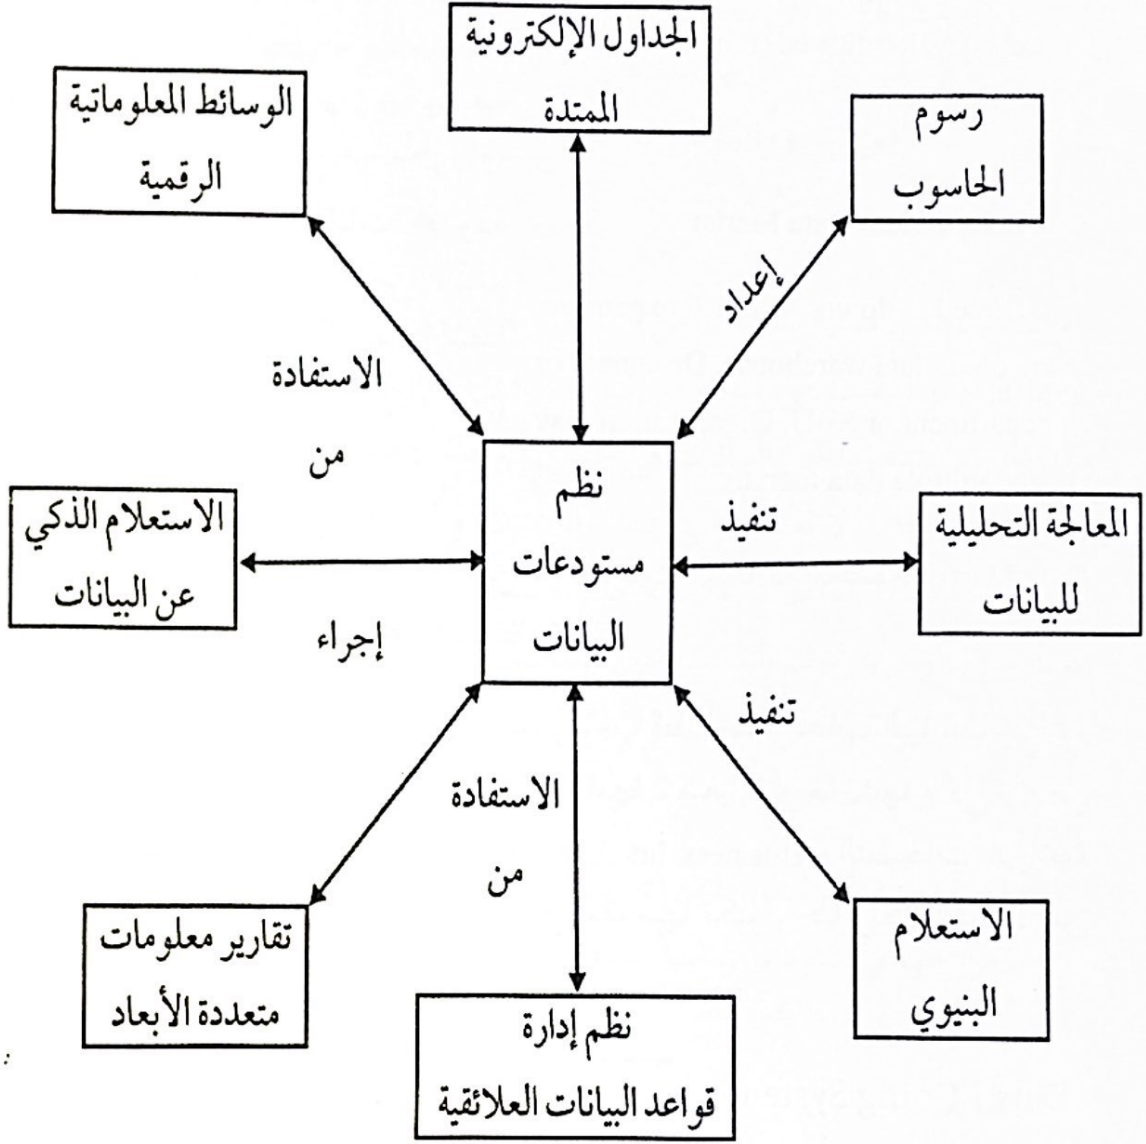 الجداول الإلكترونية
الممتدة
رسوم
الحاسوب
الوسائط المعلوماتية
الرقمية
إعداد
الاستفادة
من
نظم
مستودعات
البيانات
تنفيذ
المعالجة التحليلية
للبيانات
الاستعلام الذكي
عن البيانات
إجراء
تنفيذ
الاستفادة
من
الاستعلام
البنيوي
تقارير معلومات
متعددة الأبعاد
نظم إدارة
قواعد البيانات العلائقية